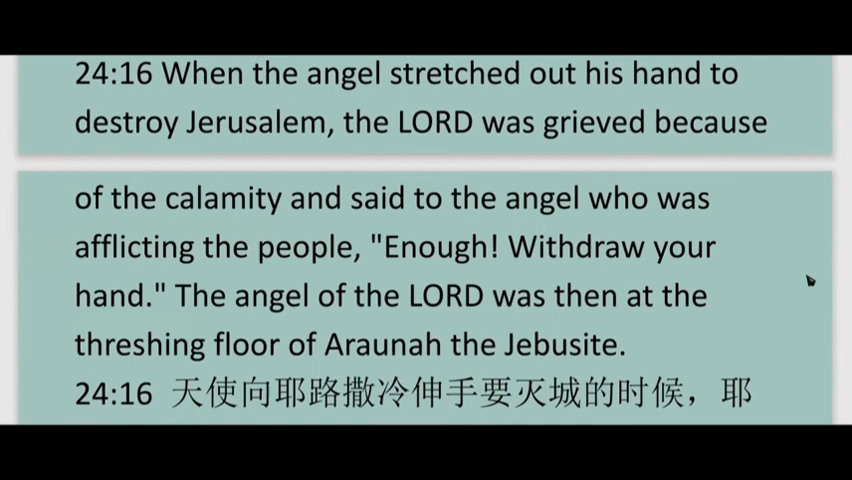 24:16 When the angel stretched out his hand to
destroy Jerusalem, the LORD was grieved because
of the calamity and said to the angel who was
afflicting the people, "Enough! Withdraw your
hand." The angel of the LORD was then at the
threshing floor of Araunah the Jebusite.
24:16 天使向耶路撒冷伸手要灭城的时候，耶